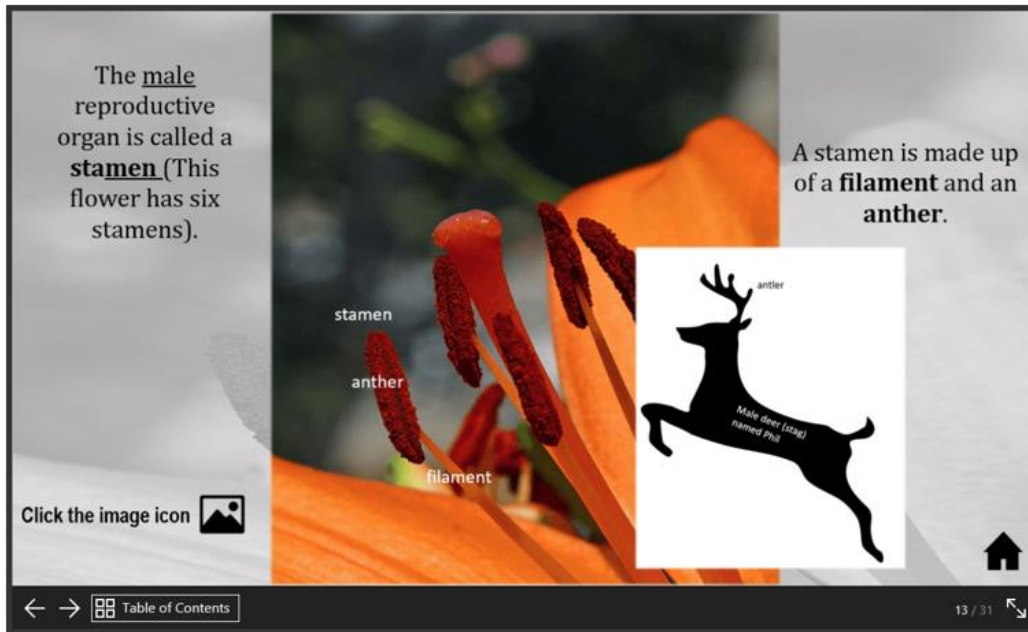 The male
reproductive
organ is called a
stamen (This
flower has six
stamens).
A stamen is made up
of a filament and an
anther.
stamen
anther
filament
antler
Male deer (stag)
named Phil
Click the image icon
Table of Contents
13 / 31